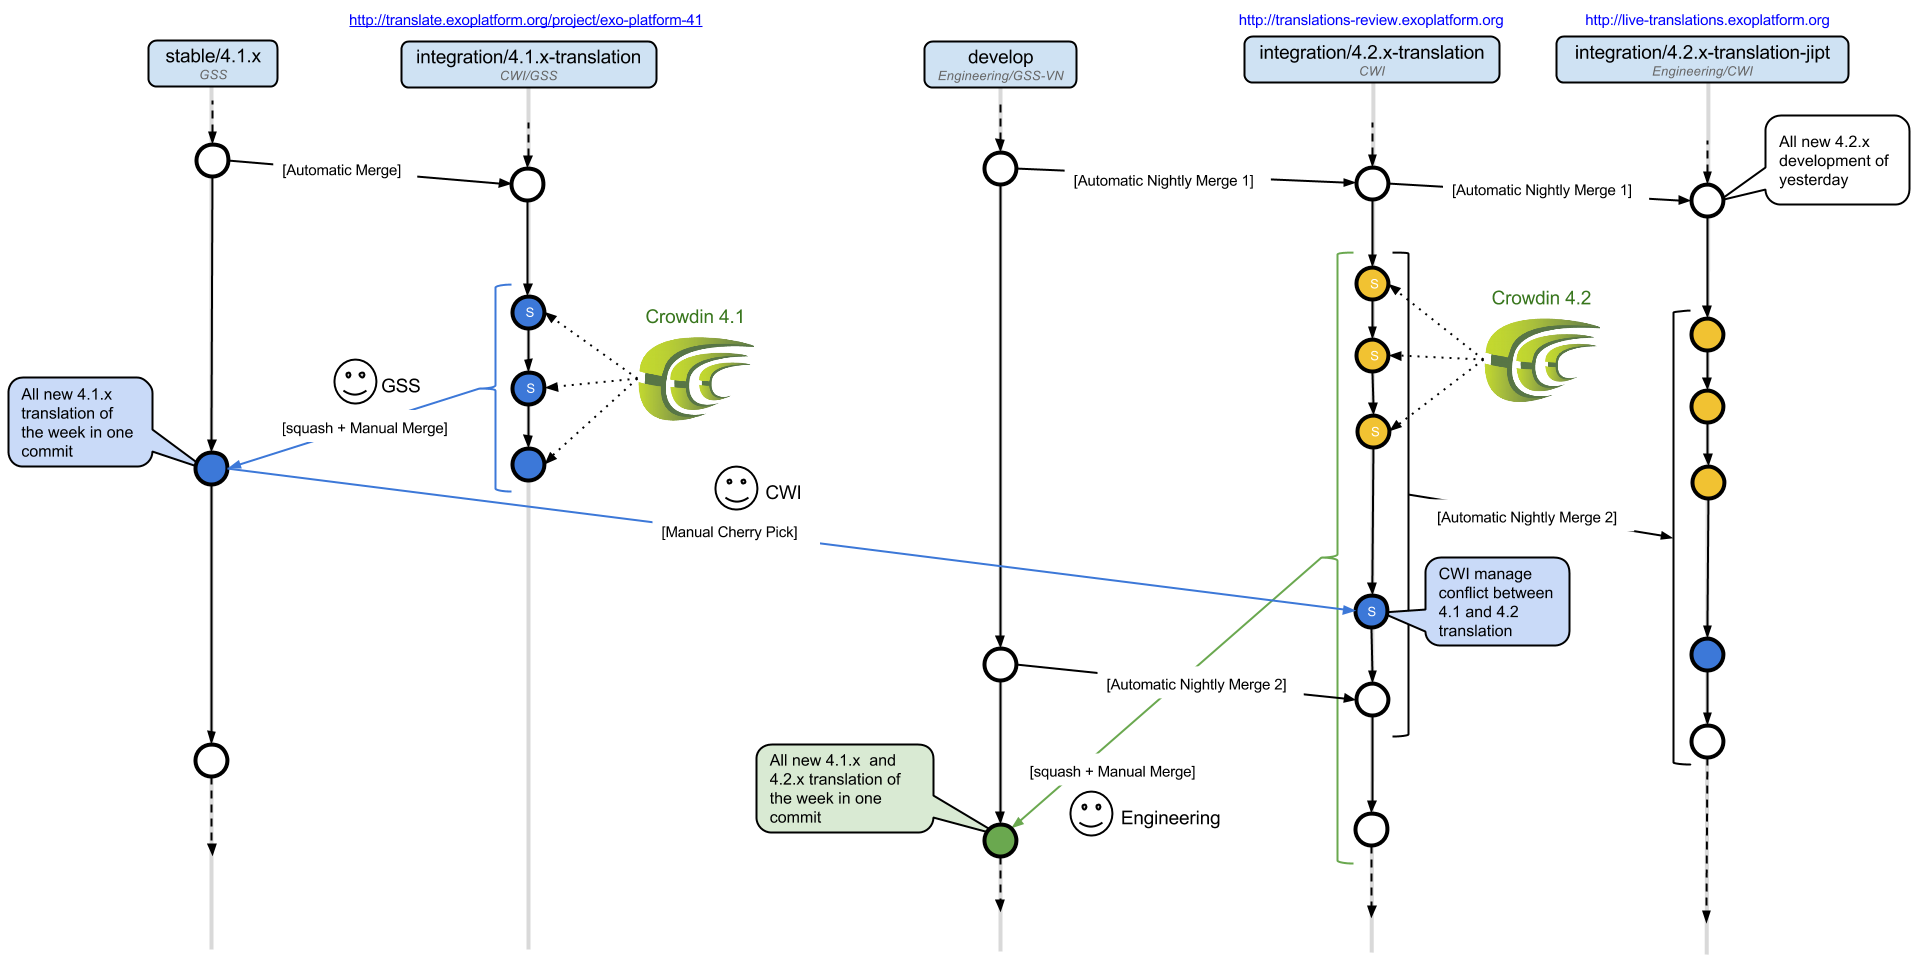 http://translate.exoplatform.org/project/exo-platform-41
http://translations-review.exoplatform.org
http://live-translations.exoplatform.org
stable/4.1.x
GSS
integration/4.1.x-translation
CWI/GSS
develop
Engineering/GSS-VN
integration/4.2.x-translation
CWI
integration/4.2.x-translation-jipt
Engineering/CWI
All new 4.2.x
development of
yesterday
[Automatic Merge]
[Automatic Nightly Merge 1]
[Automatic Nightly Merge 1]
S
Crowdin 4.2
S
Crowdin 4.1
S
S
GSS
All new 4.1.x
translation of
the week in one
commit
[squash + Manual Merge]
S
CWI
[Manual Cherry Pick]
[Automatic Nightly Merge 2]
CWI manage
conflict between
4.1 and 4.2
translation
S
[Automatic Nightly Merge 2]
All new 4.1.x  and
4.2.x translation of
the week in one
commit
[squash + Manual Merge]
Engineering